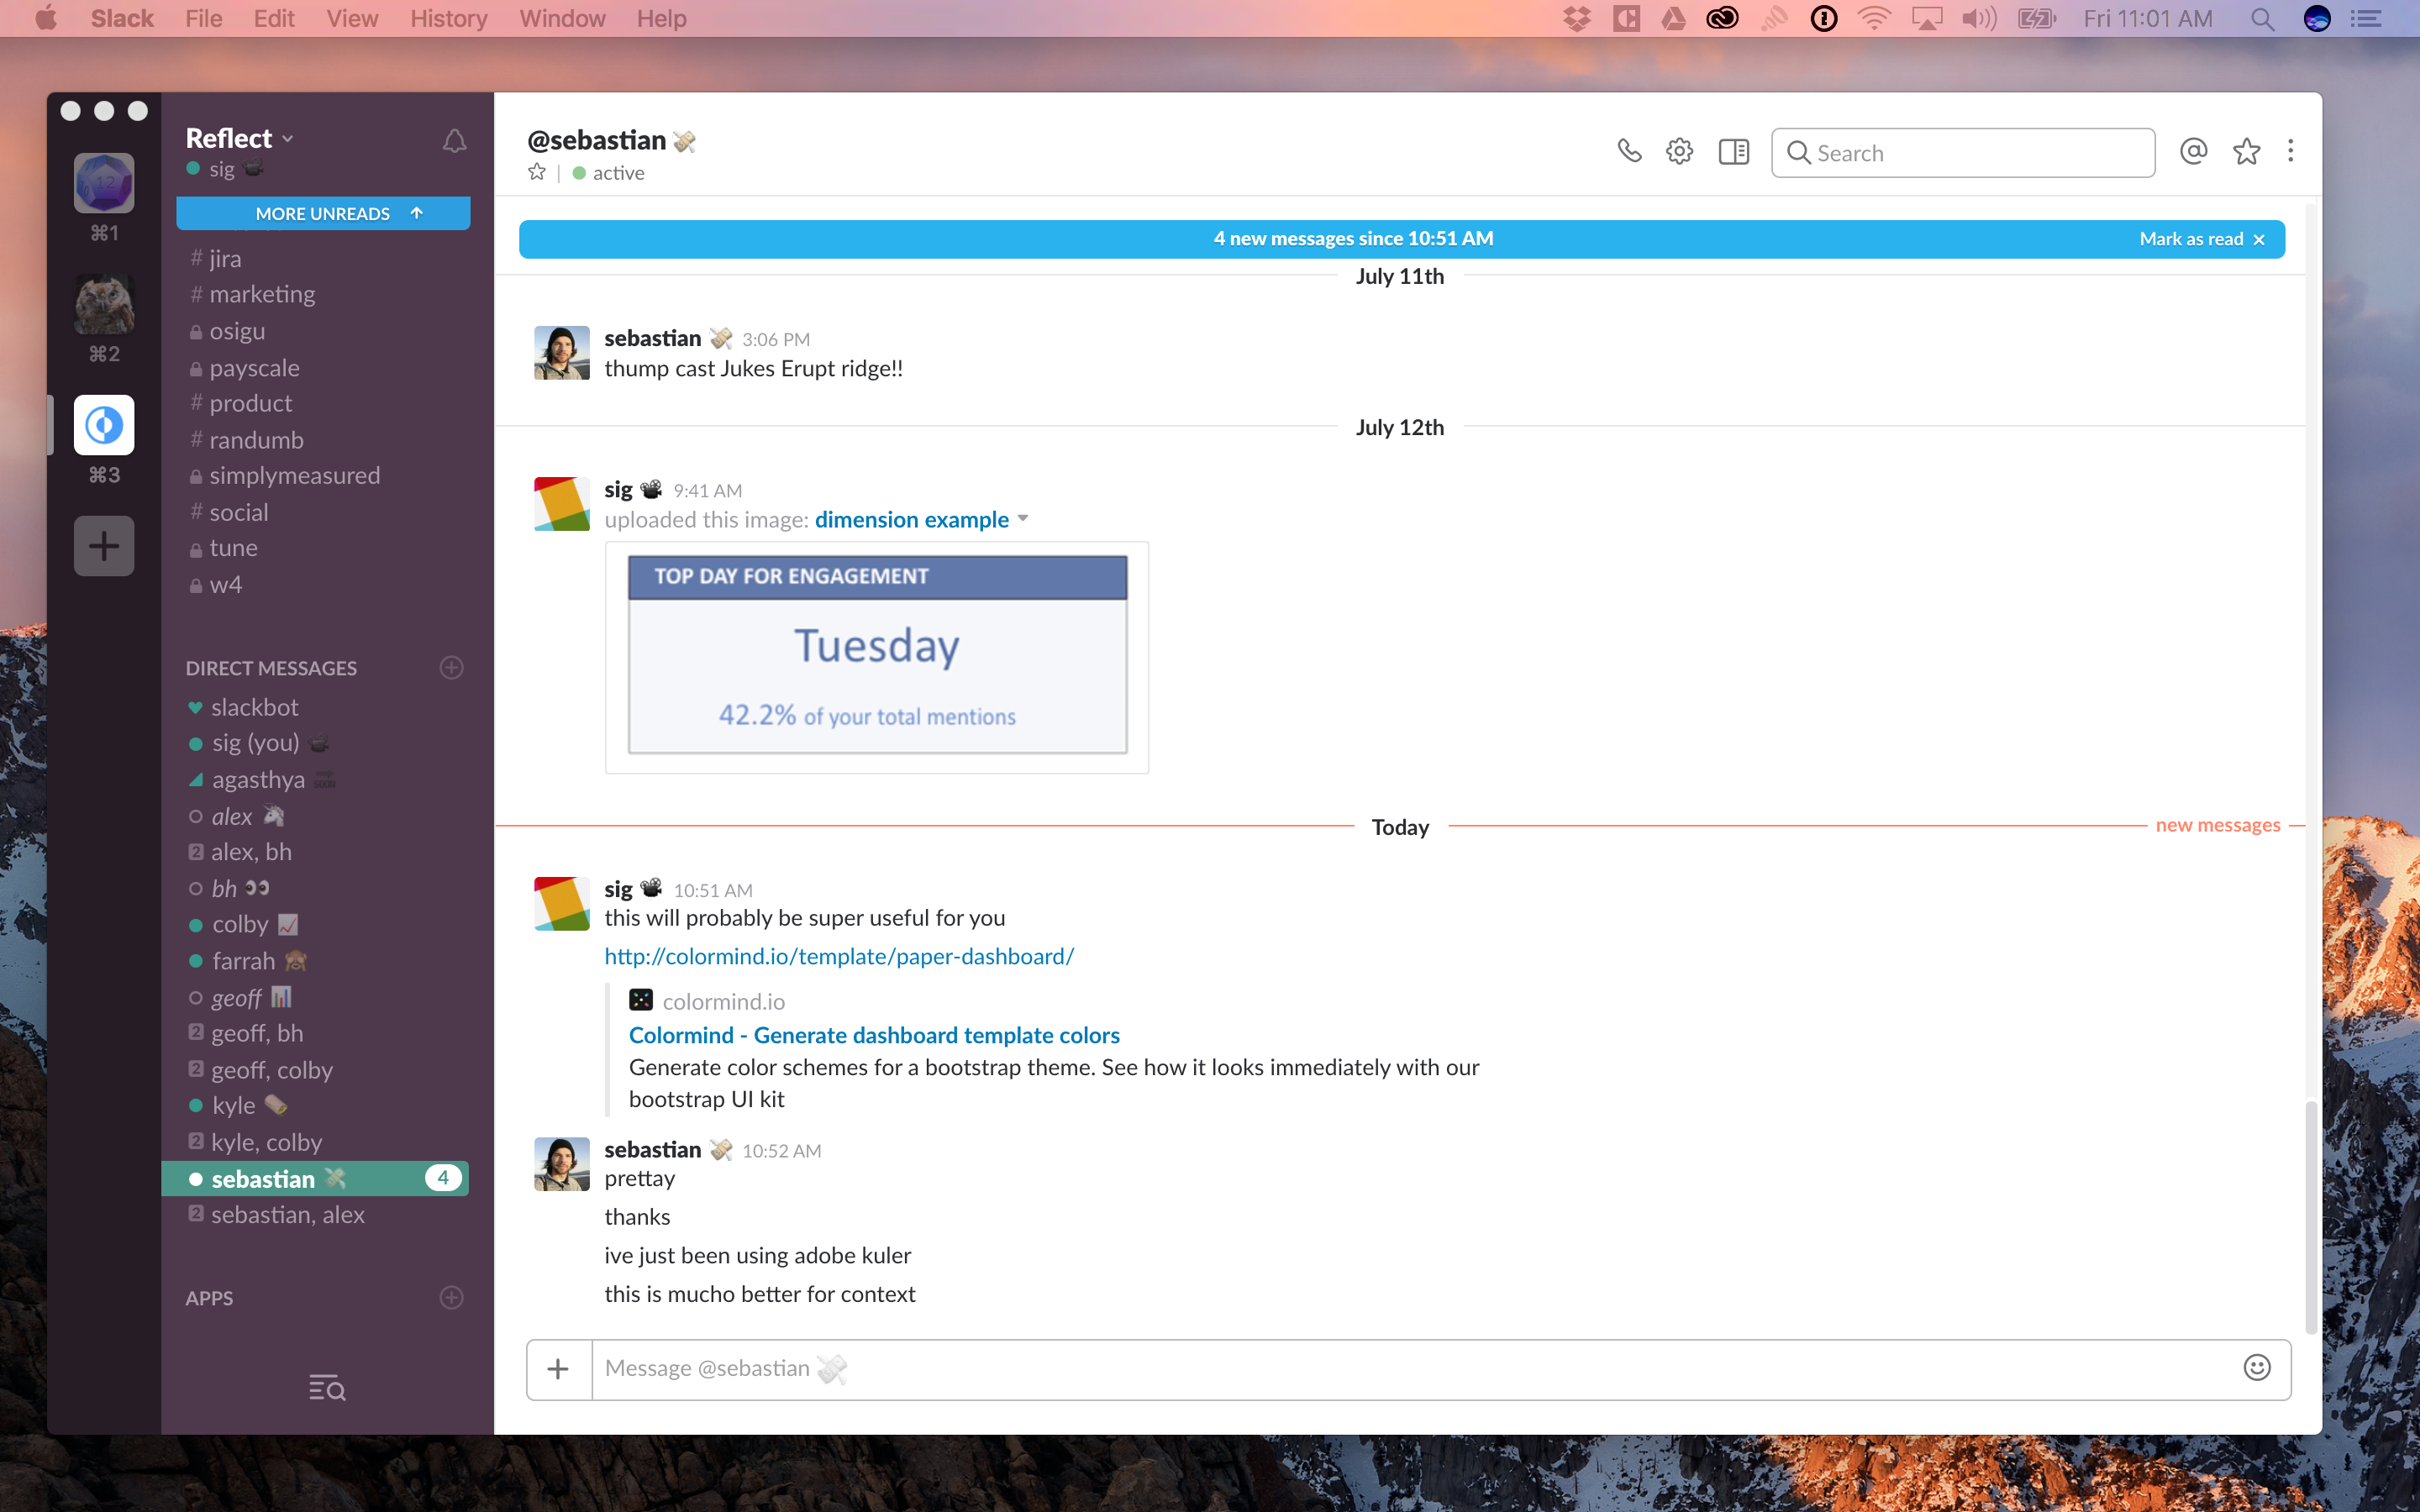 Slack File Edit View History Window Help
Fri 11:01 AM
⌘1
⌘2
⌘3
Reflect
sig
MORE UNREADS ↑
# jira
# marketing
osigu
payscale
# product
# randumb
simplymeasured
# social
tune
w4
DIRECT MESSAGES
slackbot
sig (you)
agasthya
alex
2 alex, bh
bh
colby
farrah
geoff
2 geoff, bh
2 geoff, colby
kyle
2 kyle, colby
sebastian 4
2 sebastian, alex
APPS
@sebastian
active
Search
4 new messages since 10:51 AM
Mark as read ×
July 11th
sebastian 3:06 PM
thump cast Jukes Erupt ridge!!
July 12th
sig 9:41 AM
uploaded this image: dimension example
TOP DAY FOR ENGAGEMENT
Tuesday
42.2% of your total mentions
Today
new messages
sig 10:51 AM
this will probably be super useful for you
http://colormind.io/template/paper-dashboard/
colormind.io
Colormind - Generate dashboard template colors
Generate color schemes for a bootstrap theme. See how it looks immediately with our
bootstrap UI kit
sebastian 10:52 AM
prettay
thanks
ive just been using adobe kuler
this is mucho better for context
Message @sebastian